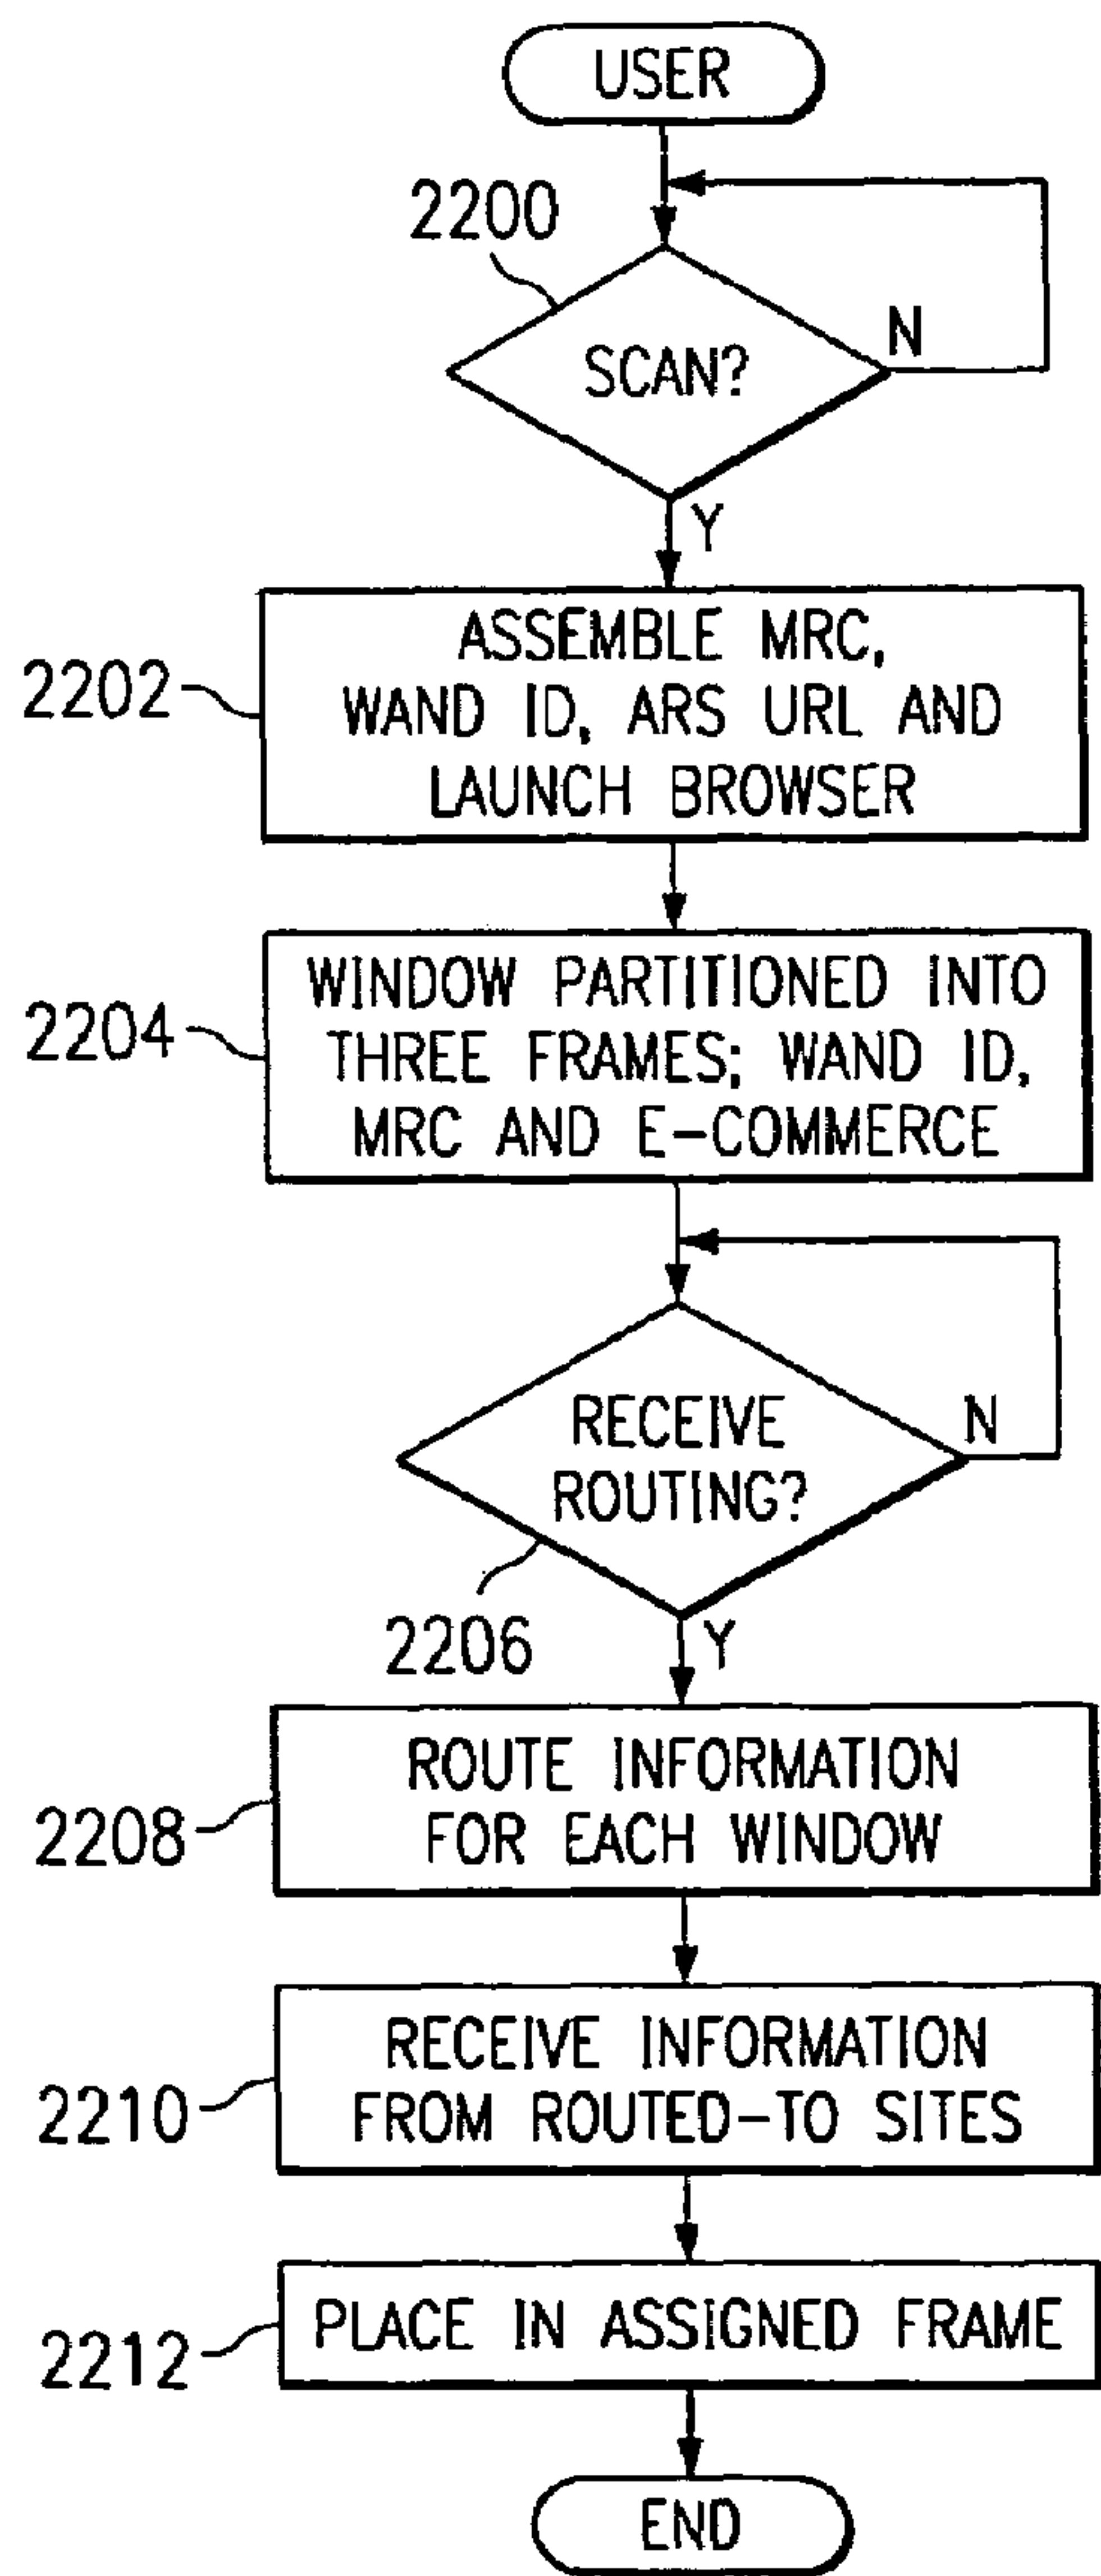 USER
2200
SCAN?
N
Y
2202
ASSEMBLE MRC,
WAND ID, ARS URL AND
LAUNCH BROWSER
2204
WINDOW PARTITIONED INTO
THREE FRAMES; WAND ID,
MRC AND E-COMMERCE
RECEIVE
ROUTING?
N
2206
Y
2208
ROUTE INFORMATION
FOR EACH WINDOW
2210
RECEIVE INFORMATION
FROM ROUTED-TO SITES
2212
PLACE IN ASSIGNED FRAME
END